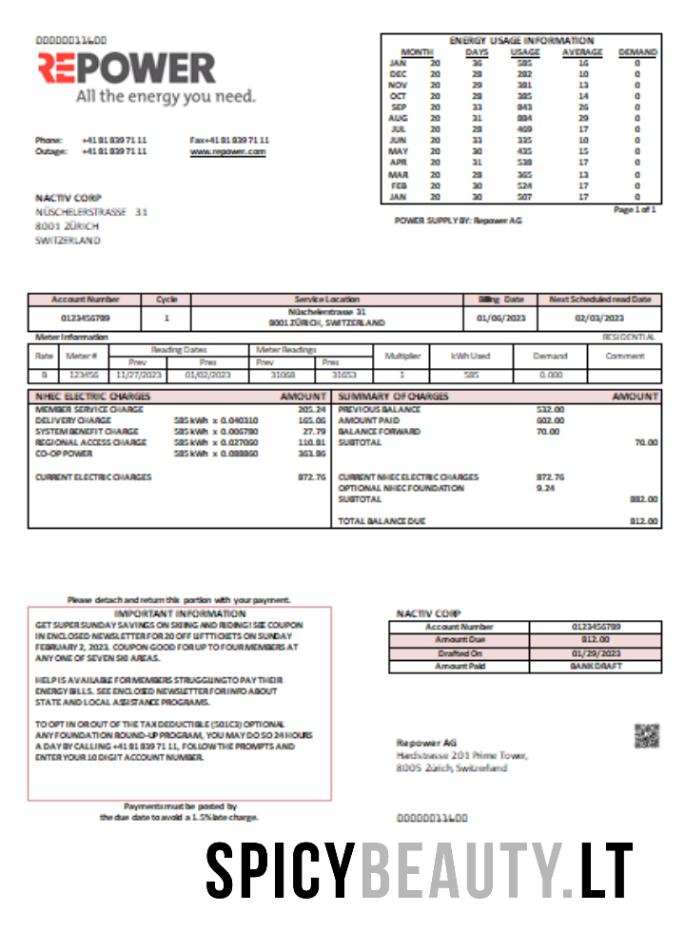 00000011600
REPOWER
All the energy you need.
Phone: +41 81 839 71 11 Fax+41 81 839 71 11
Outage: +41 81 839 71 11 www.repower.com
NACTIV CORP
NÜSCHELERSTRASSE 31
8001 ZÜRICH
SWITZERLAND
ENERGY USAGE INFORMATION
MONTH DAYS USAGE AVERAGE DEMAND
JAN 20 36 585 16 0
DEC 20 28 282 10 0
NOV 20 29 381 13 0
OCT 20 28 385 14 0
SEP 20 33 843 26 0
AUG 20 31 884 29 0
JUL 20 28 469 17 0
JUN 20 33 335 10 0
MAY 20 30 435 15 0
APR 20 31 538 17 0
MAR 20 28 365 13 0
FEB 20 30 524 17 0
JAN 20 30 507 17 0
Page 1 of 1
POWER SUPPLY BY: Repower AG
Account Number Cycle Service Location Billing Date Next Scheduled read Date
0123456789 1 Nüschelerstrasse 31 01/06/2023 02/03/2023
8001 ZÜRICH, SWITZERLAND
Meter Information RESIDENTIAL
Rate Meter # Reading Dates Meter Readings Multiplier kWh Used Demand Comment
Prev Pres Prev Pres
B 123456 11/27/2023 01/02/2023 31068 31653 1 585 0.000
NHEC ELECTRIC CHARGES AMOUNT
MEMBER SERVICE CHARGE 205.24
DELIVERY CHARGE 585 kWh x 0.040310 165.06
SYSTEM BENEFIT CHARGE 585 kWh x 0.006780 27.79
REGIONAL ACCESS CHARGE 585 kWh x 0.027060 110.81
CO-OP POWER 585 kWh x 0.088860 363.86
CURRENT ELECTRIC CHARGES 872.76
SUMMARY OF CHARGES AMOUNT
PREVIOUS BALANCE 532.00
AMOUNT PAID 602.00
BALANCE FORWARD 70.00
SUBTOTAL 70.00
CURRENT NHEC ELECTRIC CHARGES 872.76
OPTIONAL NHEC FOUNDATION 9.24
SUBTOTAL 882.00
TOTAL BALANCE DUE 812.00
Please detach and return this portion with your payment.
IMPORTANT INFORMATION
GET SUPER SUNDAY SAVINGS ON SKIING AND RIDING! SEE COUPON
IN ENCLOSED NEWSLETTER FOR 20 OFF LIFT TICKETS ON SUNDAY
FEBRUARY 2, 2023. COUPON GOOD FOR UP TO FOUR MEMBERS AT
ANY ONE OF SEVEN SKI AREAS.
HELP IS AVAILABLE FOR MEMBERS STRUGGLING TO PAY THEIR
ENERGY BILLS. SEE ENCLOSED NEWSLETTER FOR INFO ABOUT
STATE AND LOCAL ASSISTANCE PROGRAMS.
TO OPT IN OR OUT OF THE TAX DEDUCTIBLE (501C3) OPTIONAL
ANY FOUNDATION ROUND-UP PROGRAM, YOU MAY DO SO 24 HOURS
A DAY BY CALLING +41 81 839 71 11, FOLLOW THE PROMPTS AND
ENTER YOUR 10 DIGIT ACCOUNT NUMBER.
Payments must be posted by
the due date to avoid a 1.5% late charge.
NACTIV CORP
Account Number 0123456789
Amount Due 812.00
Drafted On 01/29/2023
Amount Paid BANK DRAFT
Repower AG
Hardstrasse 201 Prime Tower,
8005 Zürich, Switzerland
00000011600
SPICYBEAUTY.LT